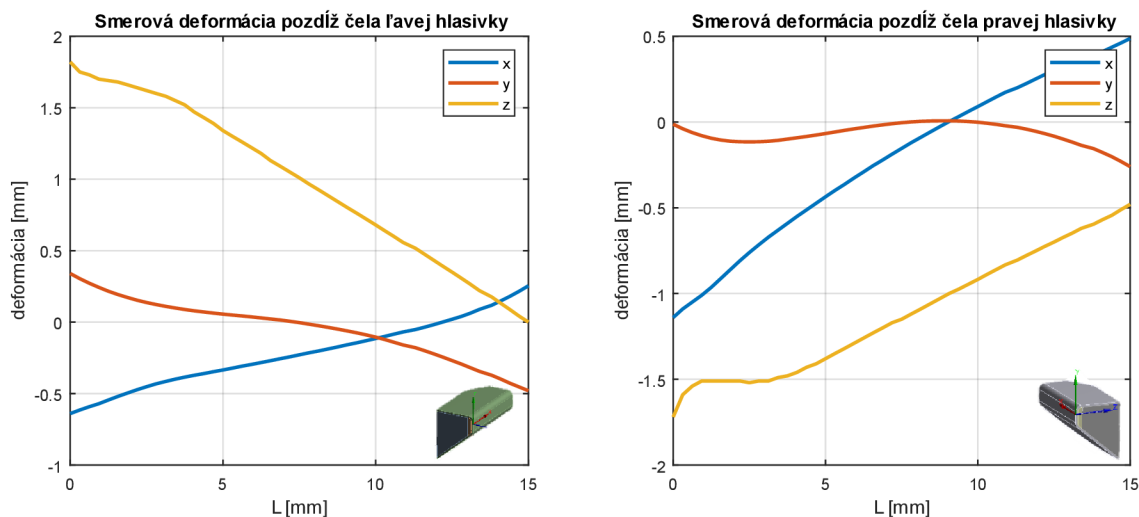 Smerová deformácia pozdĺž čela ľavej hlasivky
2
1.5
1
0.5
0
-0.5
-1
deformácia [mm]
0
5
10
15
L [mm]
x
y
z
Smerová deformácia pozdĺž čela pravej hlasivky
0.5
0
-0.5
-1
-1.5
-2
deformácia [mm]
0
5
10
15
L [mm]
x
y
z